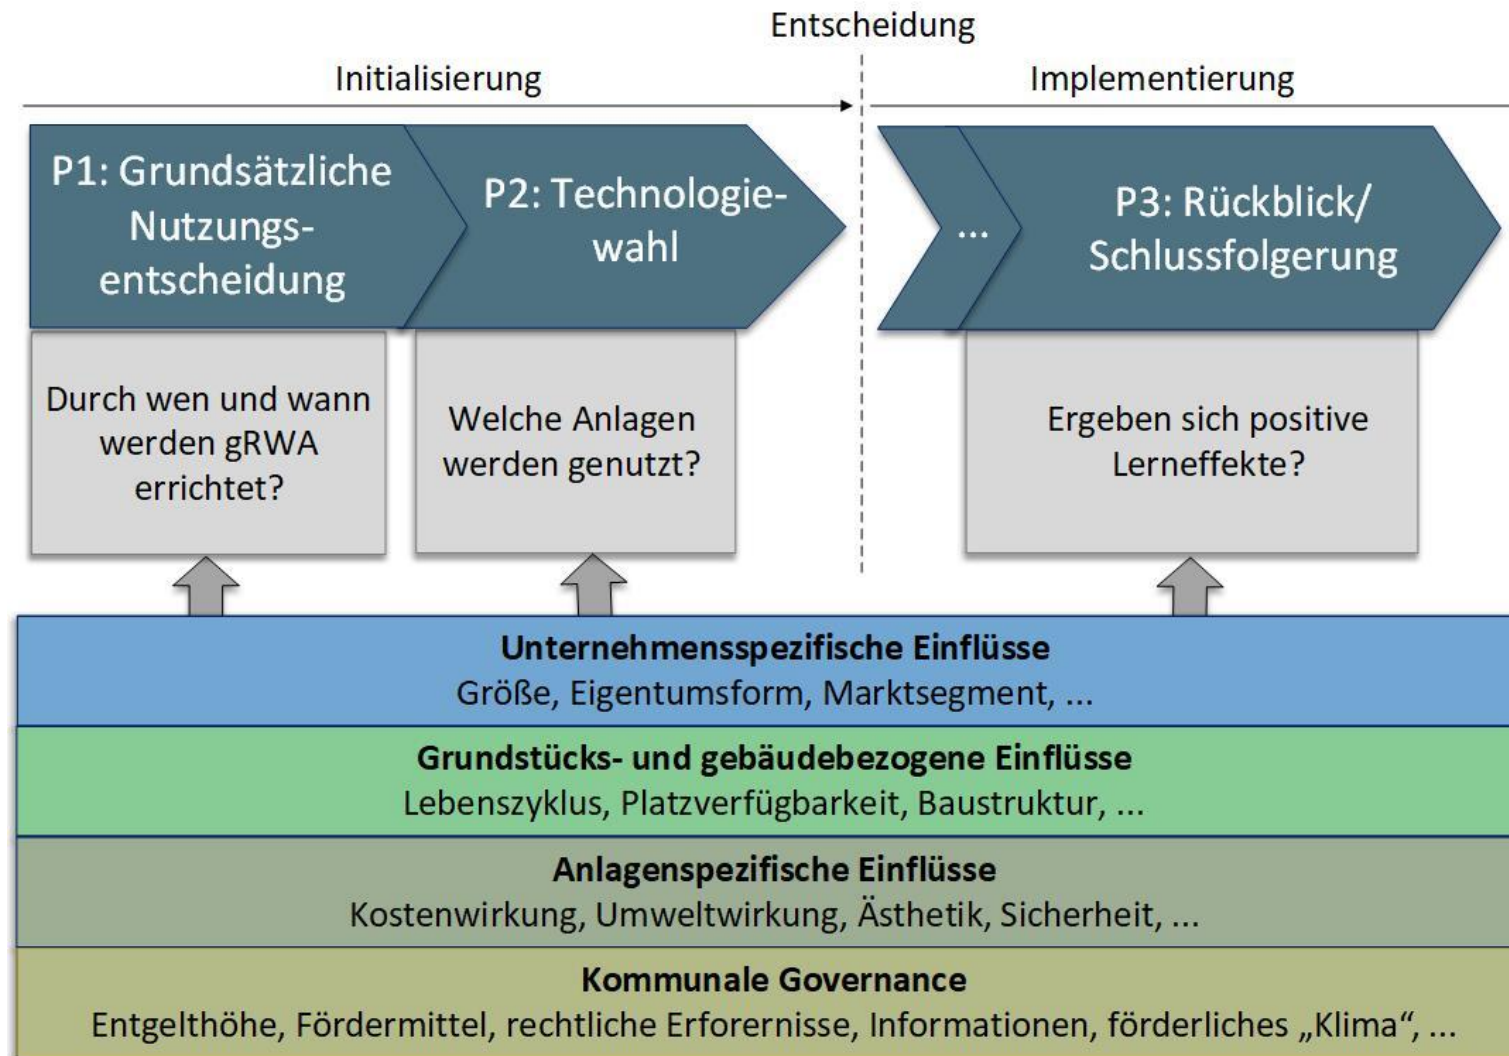 Entscheidung
Initialisierung
Implementierung
P1: Grundsätzliche
Nutzungs-
entscheidung
P2: Technologie-
wahl
...
P3: Rückblick/
Schlussfolgerung
Durch wen und wann
werden gRWA
errichtet?
Welche Anlagen
werden genutzt?
Ergeben sich positive
Lerneffekte?
Unternehmensspezifische Einflüsse
Größe, Eigentumsform, Marktsegment, ...
Grundstücks- und gebäudebezogene Einflüsse
Lebenszyklus, Platzverfügbarkeit, Baustruktur, ...
Anlagenspezifische Einflüsse
Kostenwirkung, Umweltwirkung, Ästhetik, Sicherheit, ...
Kommunale Governance
Entgelthöhe, Fördermittel, rechtliche Erforernisse, Informationen, förderliches „Klima“, ...